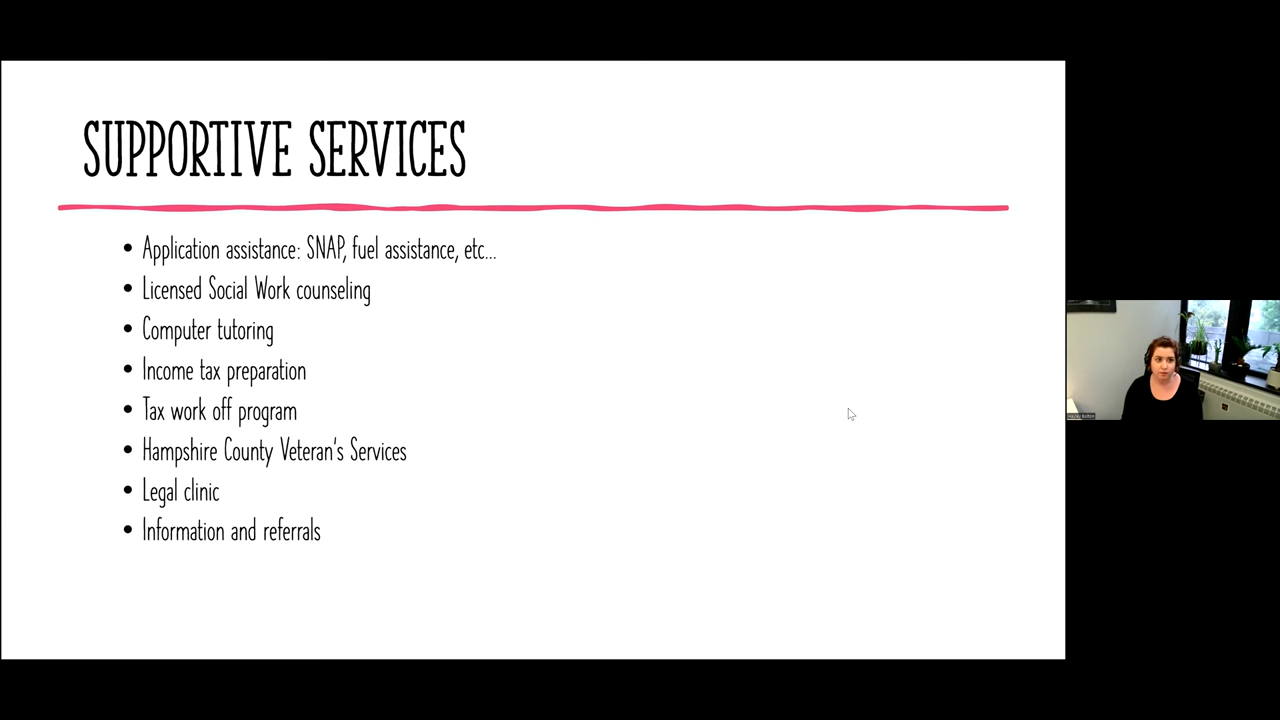 SUPPORTIVE SERVICES
• Application assistance: SNAP, fuel assistance, etc...
• Licensed Social Work counseling
• Computer tutoring
• Income tax preparation
• Tax work off program
• Hampshire County Veteran's Services
• Legal clinic
• Information and referrals